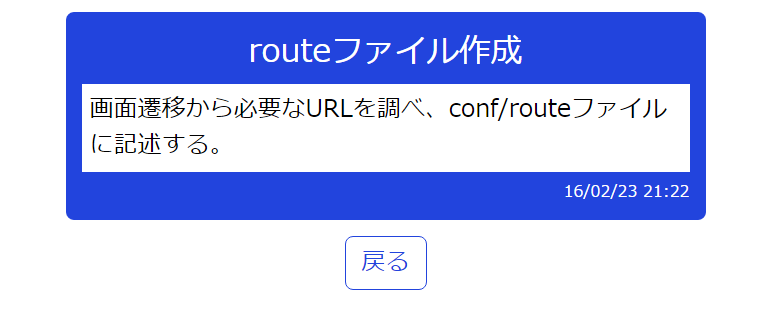 routeファイル作成
画面遷移から必要なURLを調べ、conf/routeファイル
に記述する。
16/02/23 21:22
戻る